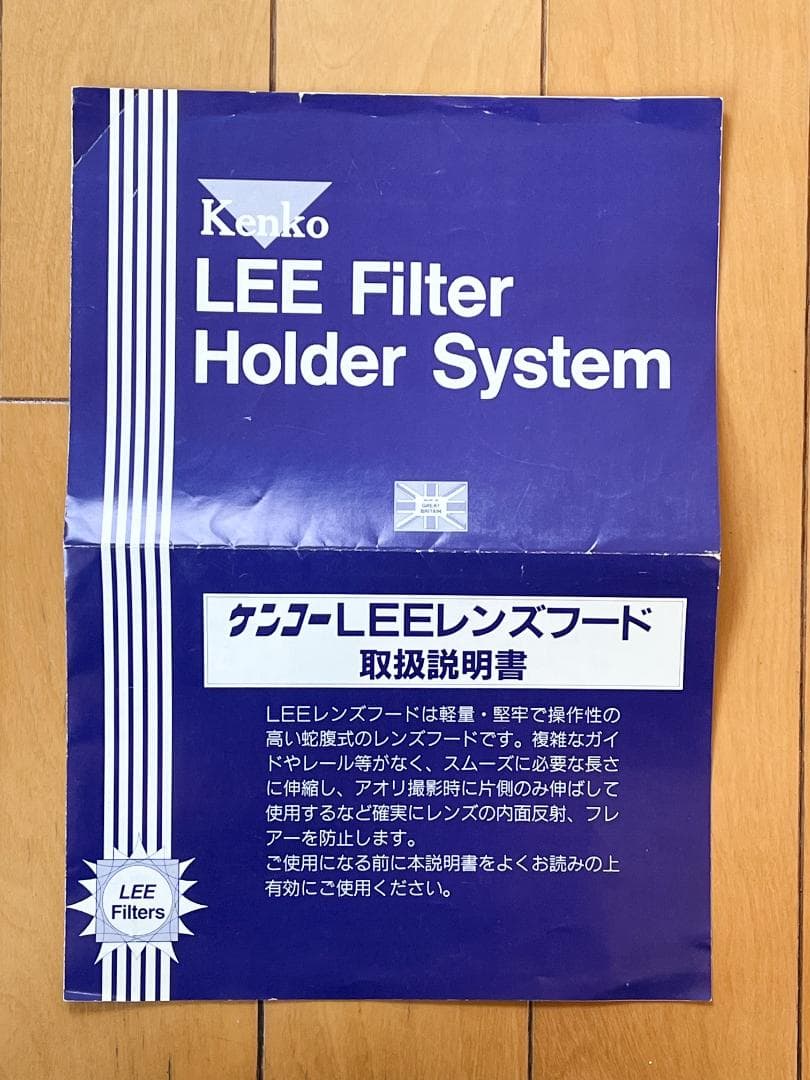 Kenko
LEE Filter
Holder System
MADE IN
GREAT
BRITAIN
ケンコーLEEレンズフード
取扱説明書
LEEレンズフードは軽量・堅牢で操作性の
高い蛇腹式のレンズフードです。複雑なガイ
ドやレール等がなく、スムーズに必要な長さ
に伸縮し、アオリ撮影時に片側のみ伸ばして
使用するなど確実にレンズの内面反射、フレ
アーを防止します。
ご使用になる前に本説明書をよくお読みの上
有効にご使用ください。
LEE
Filters